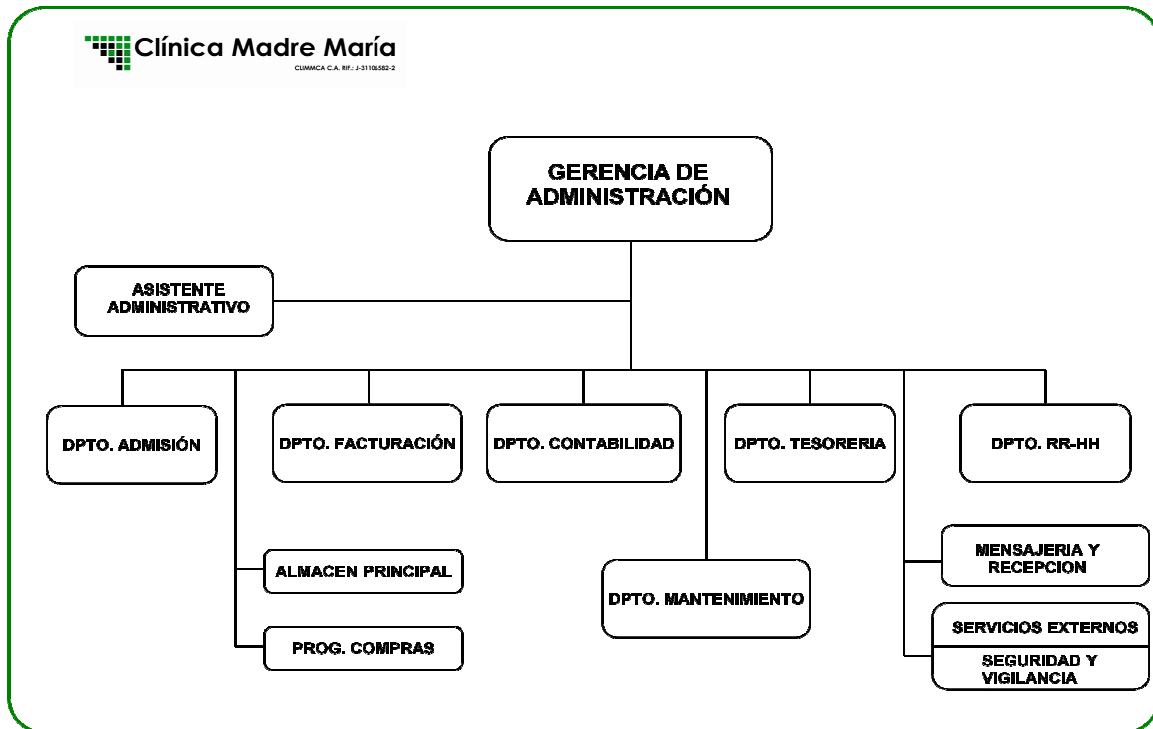 Clínica Madre María
CLIMMCA C.A. RIF.: J-31106582-2
GERENCIA DE
ADMINISTRACIÓN
ASISTENTE
ADMINISTRATIVO
DPTO. ADMISIÓN
DPTO. FACTURACIÓN
DPTO. CONTABILIDAD
DPTO. TESORERIA
DPTO. RR-HH
ALMACEN PRINCIPAL
PROG. COMPRAS
DPTO. MANTENIMIENTO
MENSAJERIA Y
RECEPCION
SERVICIOS EXTERNOS
SEGURIDAD Y
VIGILANCIA